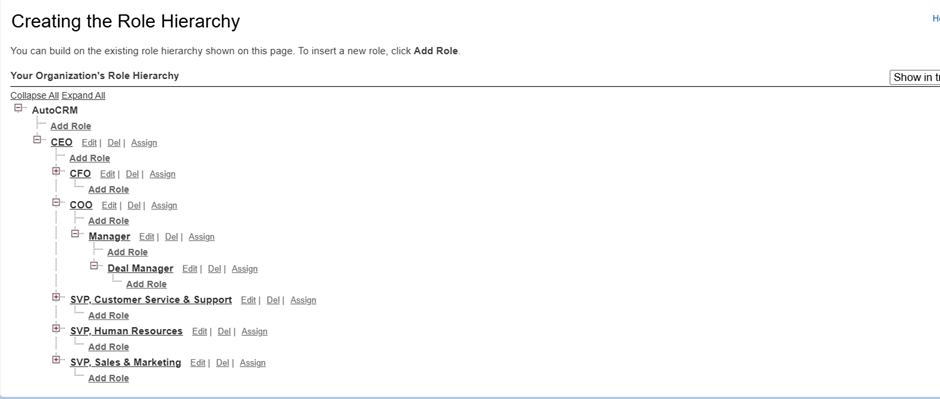 Creating the Role Hierarchy
You can build on the existing role hierarchy shown on this page. To insert a new role, click Add Role.
Your Organization's Role Hierarchy
Show in
Collapse All Expand All
AutoCRM
Add Role
CEO Edit | Del | Assign
Add Role
CFO Edit | Del | Assign
Add Role
COO Edit | Del | Assign
Add Role
Manager Edit | Del | Assign
Add Role
Deal Manager Edit | Del | Assign
Add Role
SVP, Customer Service & Support Edit | Del | Assign
Add Role
SVP, Human Resources Edit | Del | Assign
Add Role
SVP, Sales & Marketing Edit | Del | Assign
Add Role